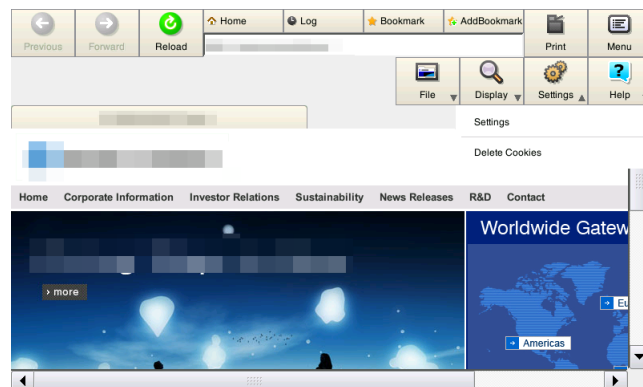 Home Log Bookmark AddBookmark
Previous Forward Reload Print Menu
File Display Settings Help
Settings
Delete Cookies
Home Corporate Information Investor Relations Sustainability News Releases R&D Contact
Worldwide Gatew
› more
Eu
Americas